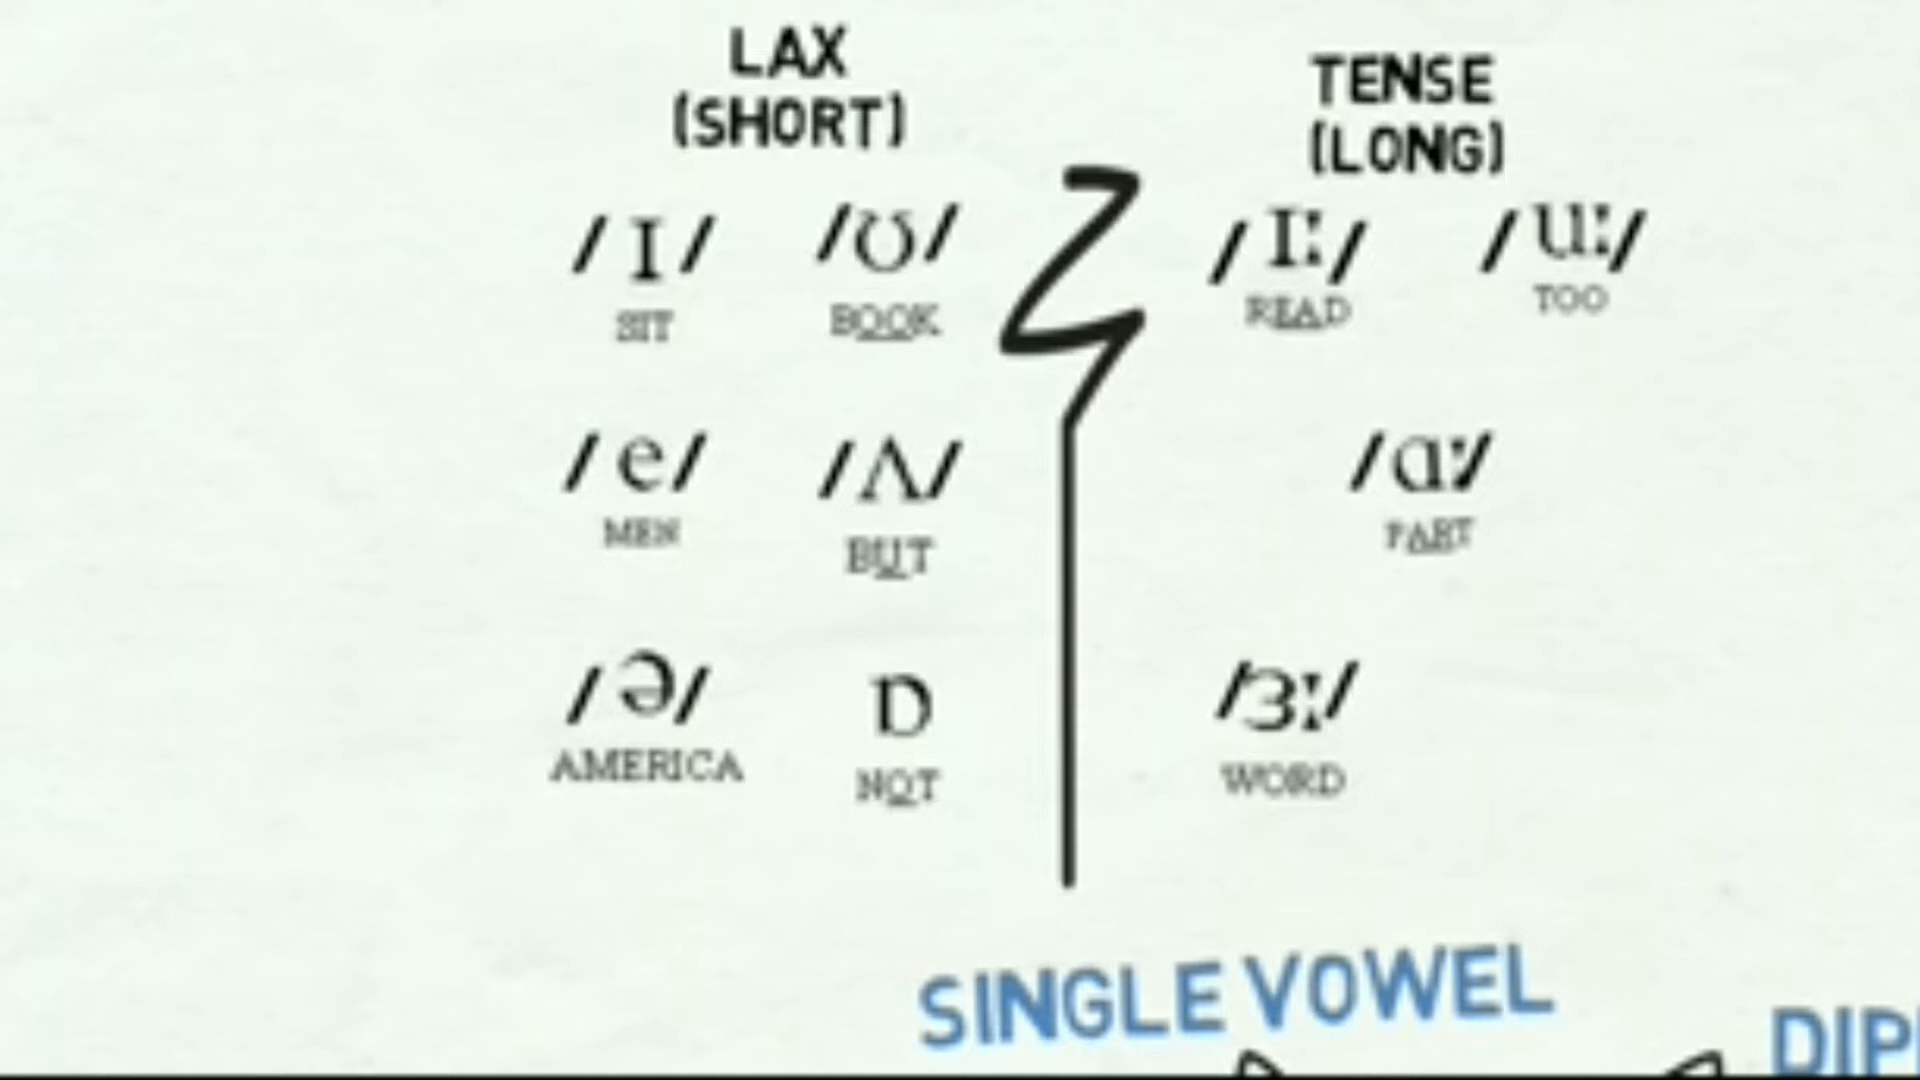 LAX
(SHORT)
TENSE
(LONG)
/ɪ/ /ʊ/
SIT BOOK
/ɪː/ /uː/
READ TOO
/e/ /ʌ/
MEN BUT
/ɑː/
PART
/ə/ ɒ
AMERICA NOT
/ɜː/
WORD
SINGLE VOWEL